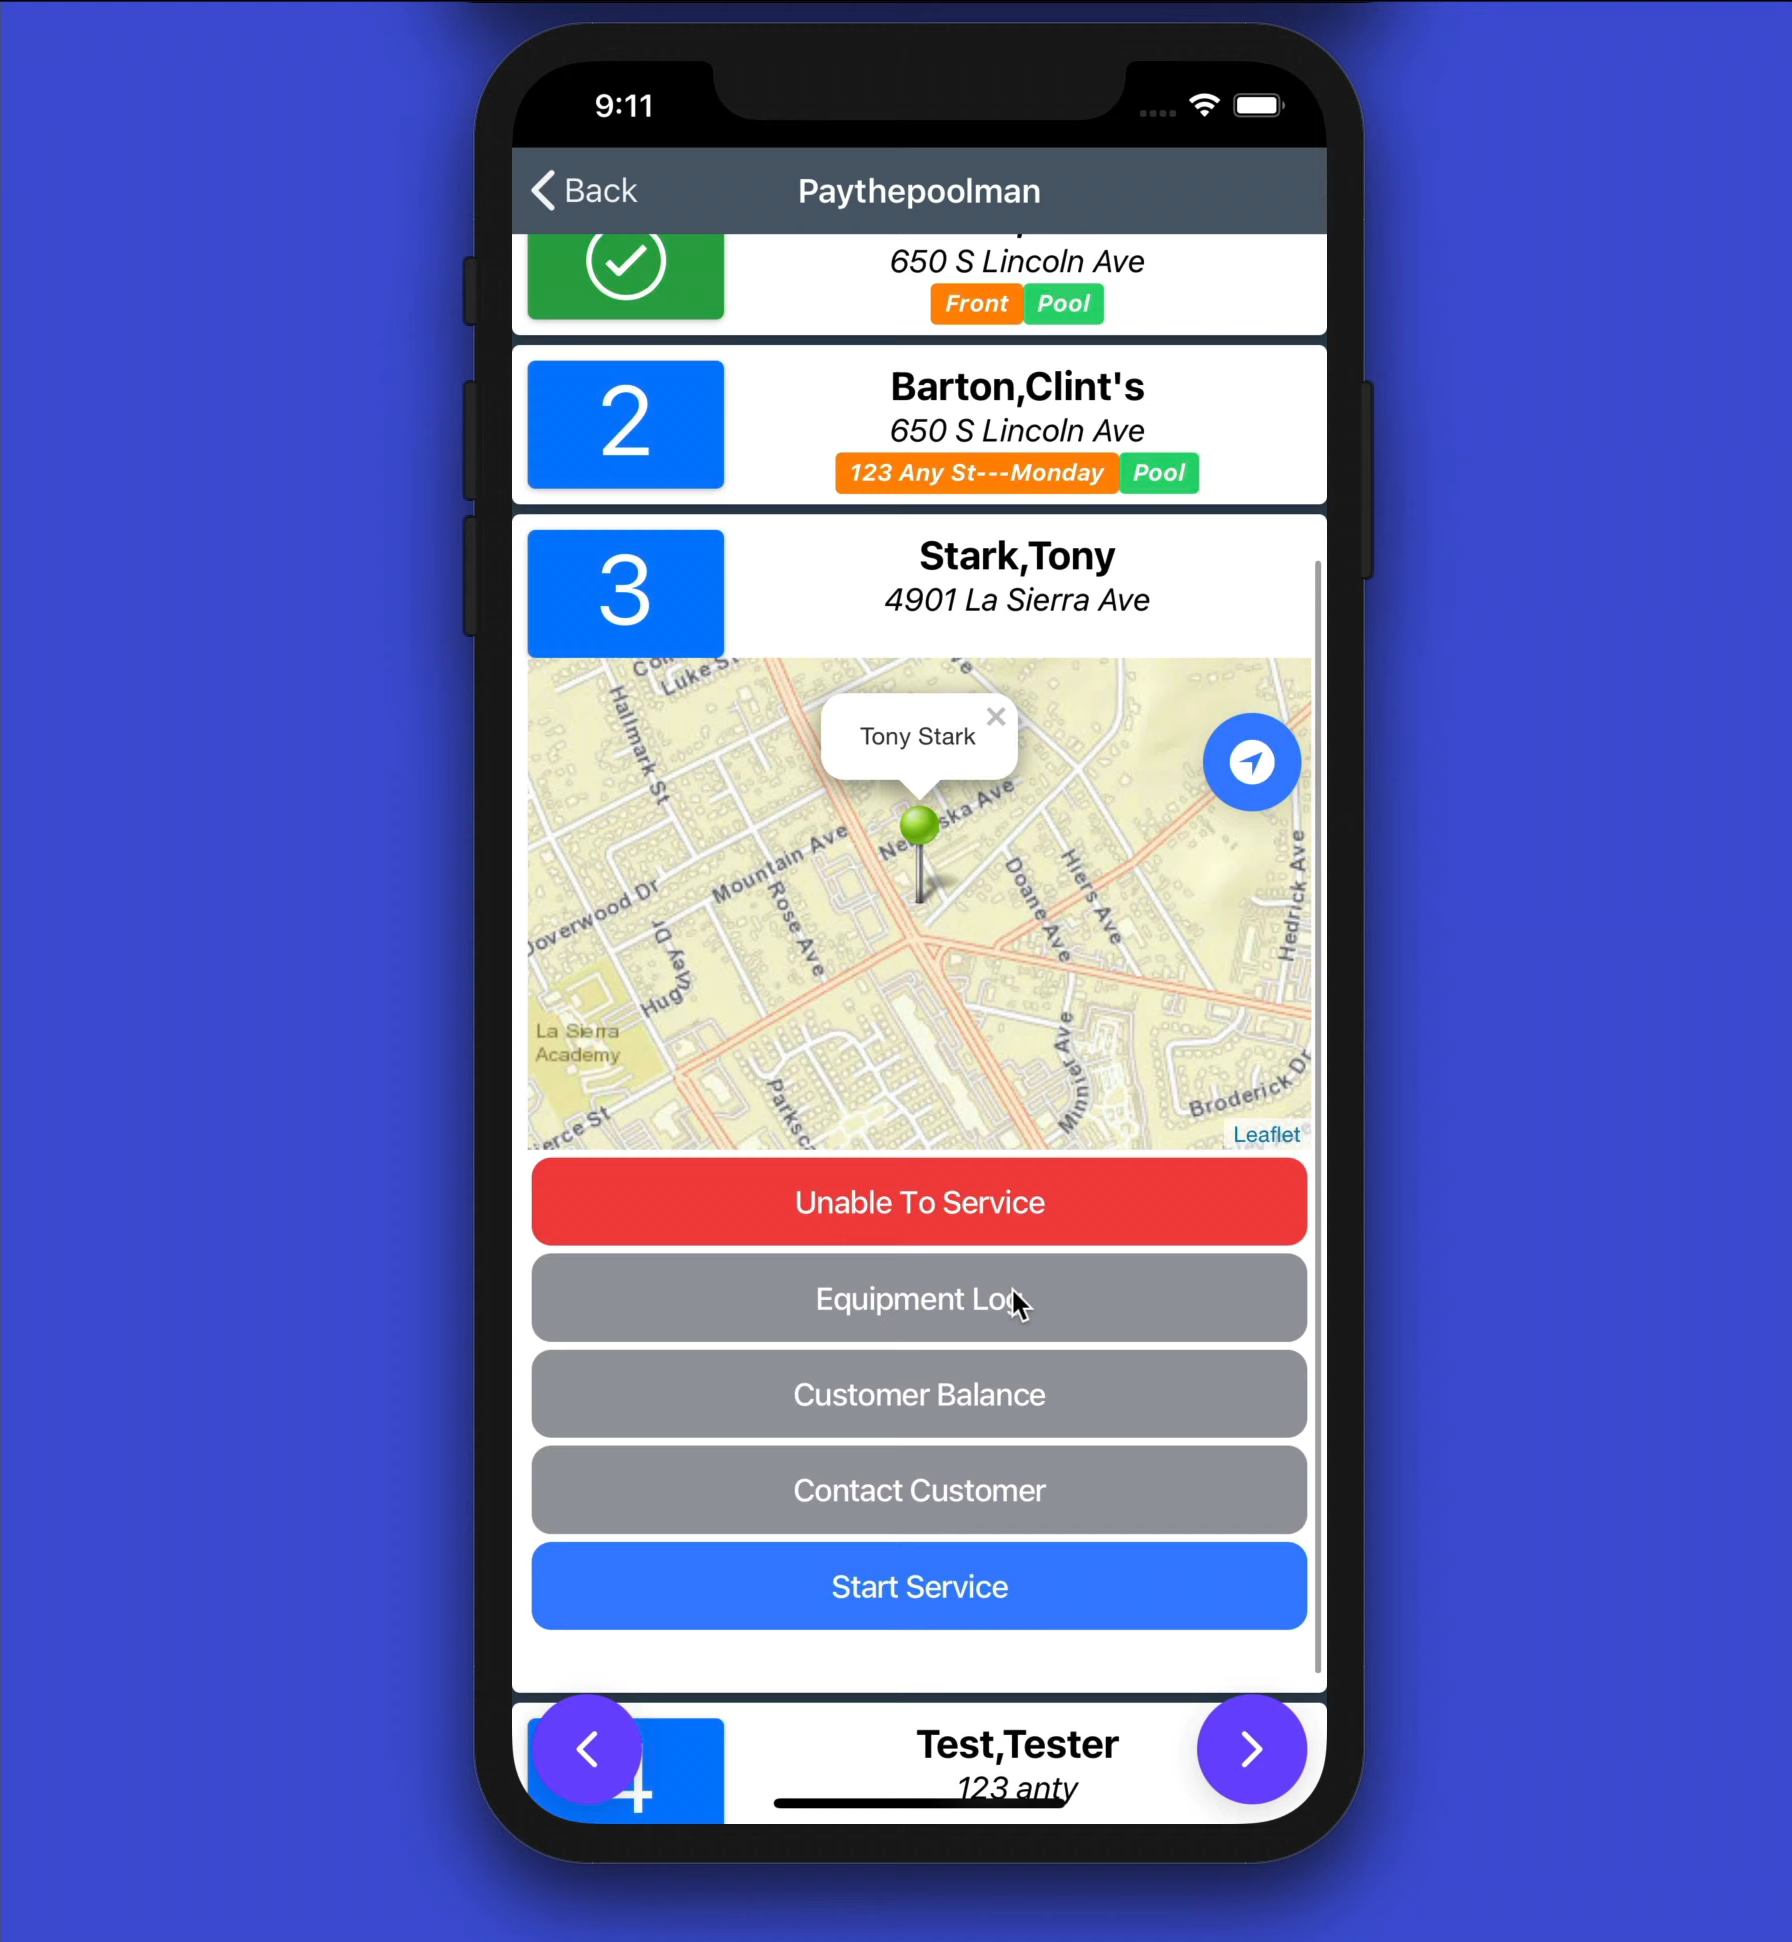 9:11
Back
Paythepoolman
650 S Lincoln Ave
Front Pool
2
Barton,Clint's
650 S Lincoln Ave
123 Any St---Monday Pool
3
Stark,Tony
4901 La Sierra Ave
Luke
Hallmark St
Tony Stark
Mountain Ave
Doane Ave
Hiers Ave
Hedrick Ave
Rose Ave
La Sierra
Academy
Minnier Ave
Broderick Dr
Leaflet
Unable To Service
Equipment Log
Customer Balance
Contact Customer
Start Service
4
Test,Tester
123 anty